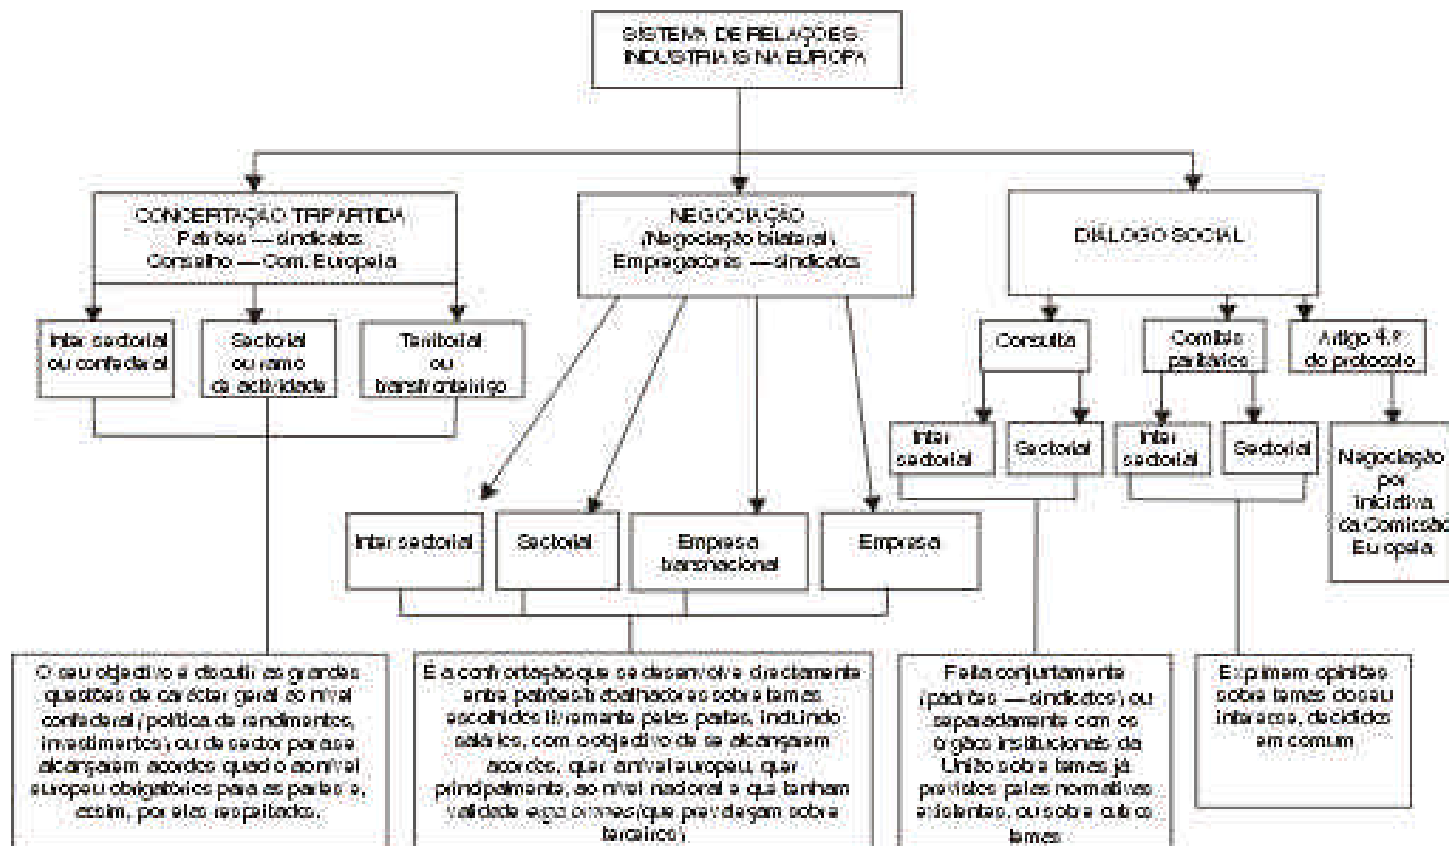 SISTEMA DE RELAÇÕES
INDUSTRIAIS NA EUROPA
CONCERTAÇÃO TRIPARTIDA
Patrões — sindicatos
Conselho — Com. Europeia
NEGOCIAÇÃO
(Negociação bilateral)
Empregadores — sindicatos
DIÁLOGO SOCIAL
Inter sectorial
ou confederal
Sectorial
ou ramo
de actividade
Territorial
ou
transfronteiriço
Consulta
Comités
paritários
Artigo 4.º
do protocolo
Inter
sectorial
Sectorial
Inter
sectorial
Sectorial
Negociação
por
iniciativa
da Comissão
Europeia
Inter sectorial
Sectorial
Empresa
transnacional
Empresa
O seu objectivo é discutir as grandes
questões de carácter geral ao nível
confederal (política de rendimentos,
investimentos) ou de sector para se
alcançarem acordos quadro ao nível
europeu obrigatórios para as partes e,
assim, por elas respeitados.
É a confrontação que se desenvolve directamente
entre patrões/trabalhadores sobre temas
escolhidos livremente pelas partes, incluindo
salários, com o objectivo de se alcançarem
acordos, quer a nível europeu, quer
principalmente, ao nível nacional e que tenham
validade erga omnes (que prevaleçam sobre
terceiros)
Feita conjuntamente
(padrões — sindicatos) ou
separadamente com os
órgãos institucionais da
União sobre temas já
previstos pelas normativas
existentes, ou sobre outros
temas
Exprimem opiniões
sobre temas do seu
interesse, decididos
em comum